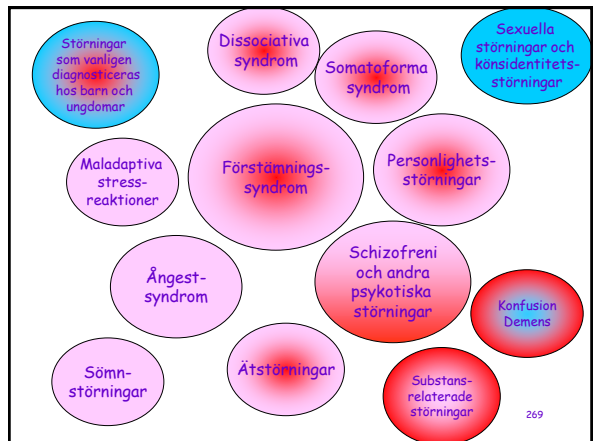 Störningar
som vanligen
diagnosticeras
hos barn och
ungdomar
Dissociativa
syndrom
Somatoforma
syndrom
Sexuella
störningar och
könsidentitets-
störningar
Maladaptiva
stress-
reaktioner
Förstämnings-
syndrom
Personlighets-
störningar
Ångest-
syndrom
Schizofreni
och andra
psykotiska
störningar
Konfusion
Demens
Sömn-
störningar
Ätstörningar
Substans-
relaterade
störningar
269